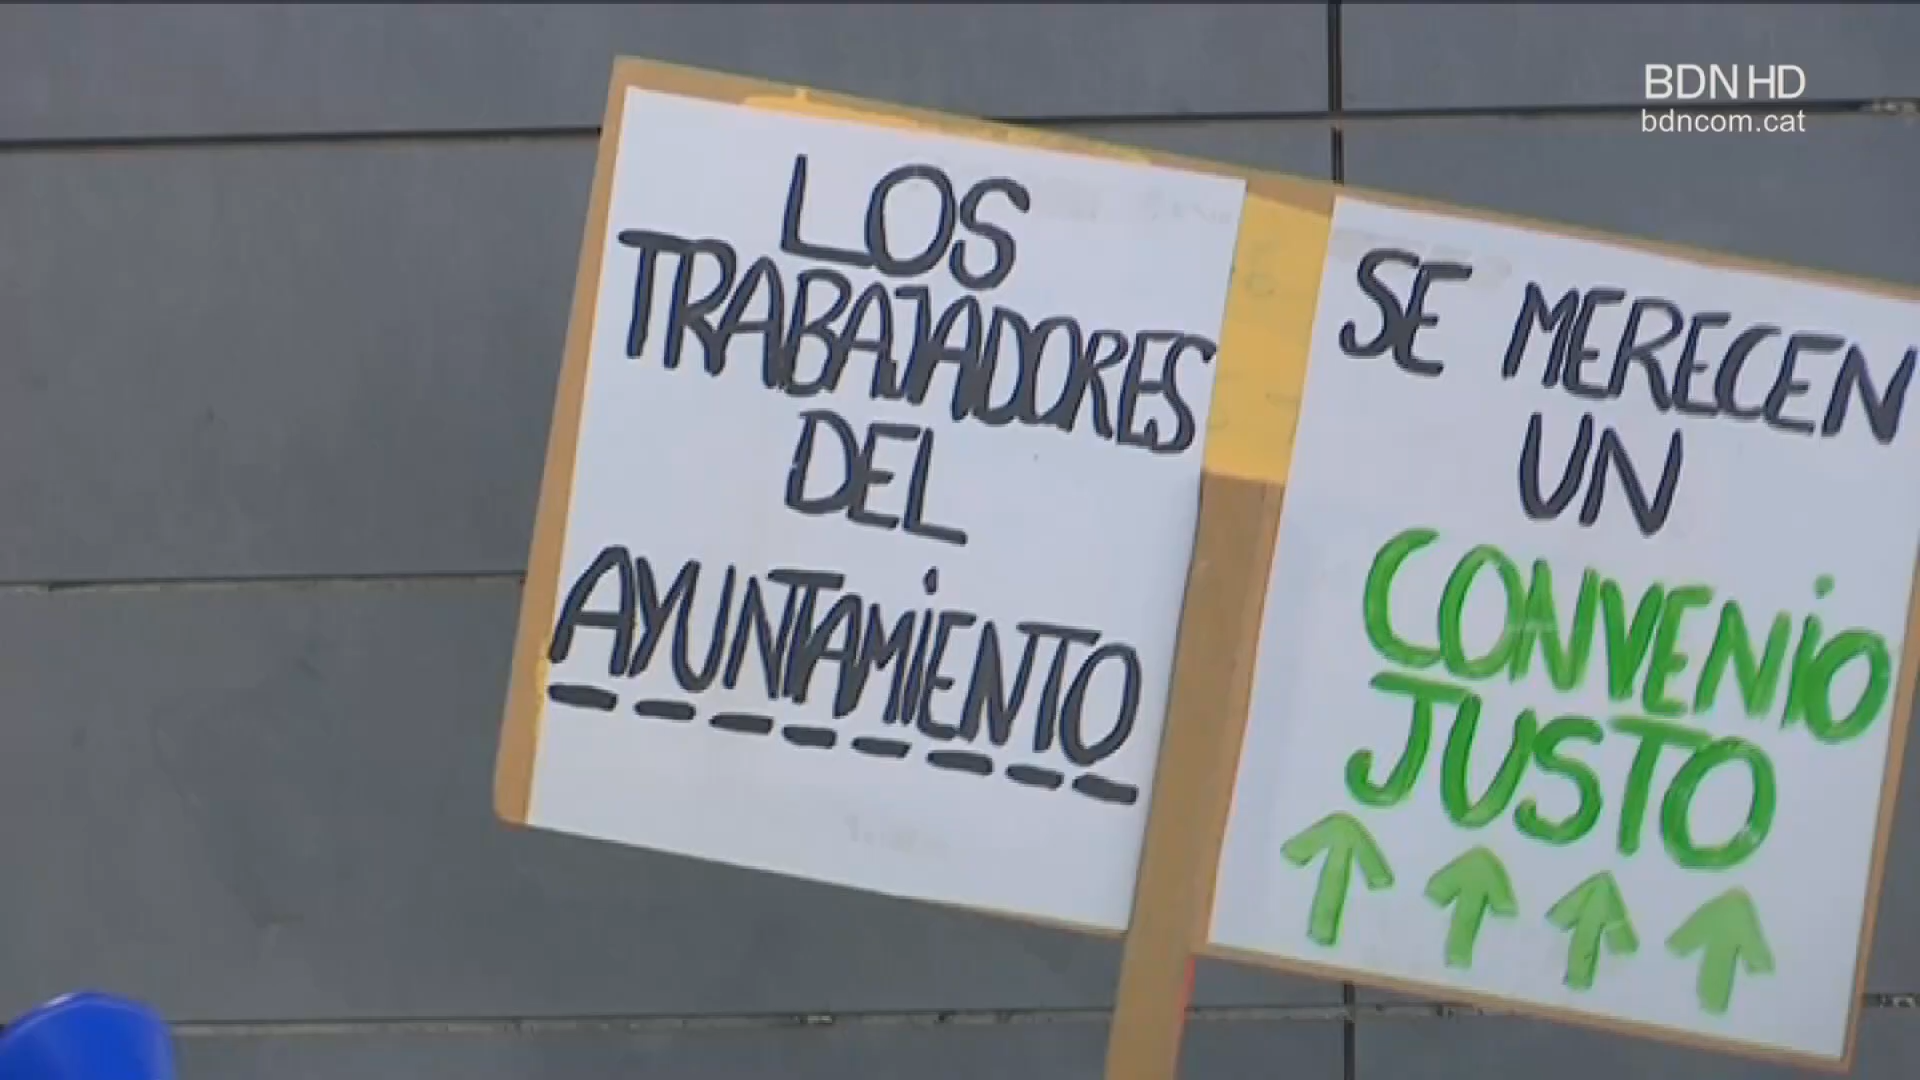 BDN HD
bdncom.cat
LOS
TRABAJADORES
DEL
AYUNTAMIENTO
SE MERECEN
UN
CONVENIO
JUSTO